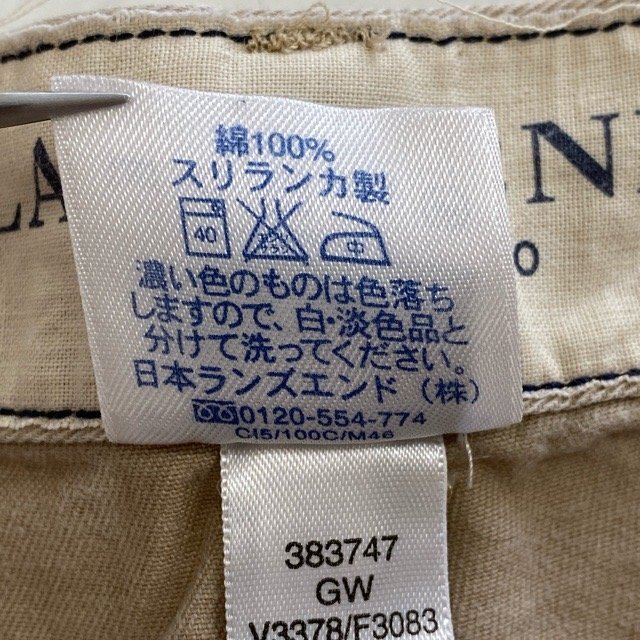 綿100%
スリランカ製
40 中
濃い色のものは色落ち
しますので、白・淡色品と
分けて洗ってください。
日本ランズエンド（株）
0120-554-774
383747
GW
V3378/F3083